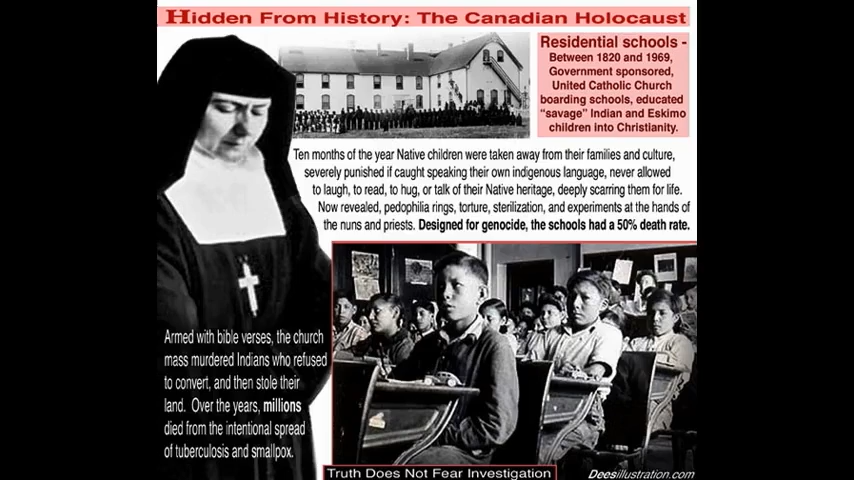 Hidden From History: The Canadian Holocaust
Residential schools -
Between 1820 and 1969,
Government sponsored,
United Catholic Church
boarding schools, educated
“savage” Indian and Eskimo
children into Christianity.
Ten months of the year Native children were taken away from their families and culture,
severely punished if caught speaking their own indigenous language, never allowed
to laugh, to read, to hug, or talk of their Native heritage, deeply scarring them for life.
Now revealed, pedophilia rings, torture, sterilization, and experiments at the hands of
the nuns and priests. Designed for genocide, the schools had a 50% death rate.
Armed with bible verses, the church
mass murdered Indians who refused
to convert, and then stole their
land. Over the years, millions
died from the intentional spread
of tuberculosis and smallpox.
Truth Does Not Fear Investigation
Deesillustration.com